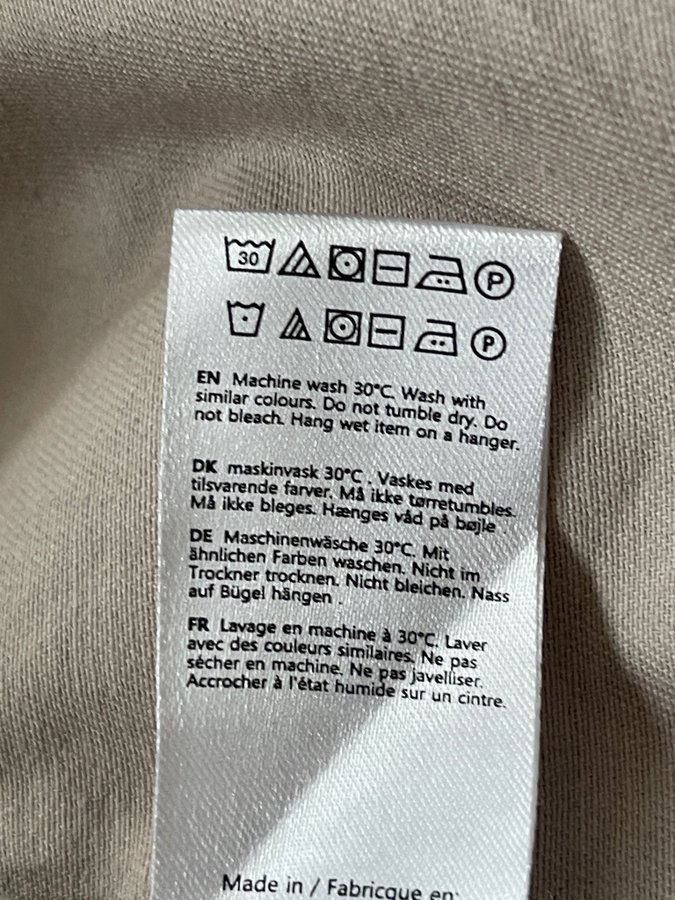 30 P
P
EN Machine wash 30°C. Wash with
similar colours. Do not tumble dry. Do
not bleach. Hang wet item on a hanger.
DK maskinvask 30°C . Vaskes med
tilsvarende farver. Må ikke tørretumbles.
Må ikke bleges. Hænges våd på bøjle .
DE Maschinenwäsche 30°C. Mit
ähnlichen Farben waschen. Nicht im
Trockner trocknen. Nicht bleichen. Nass
auf Bügel hängen .
FR Lavage en machine à 30°C. Laver
avec des couleurs similaires. Ne pas
sécher en machine. Ne pas javelliser.
Accrocher à l'état humide sur un cintre.
Made in / Fabrique en: